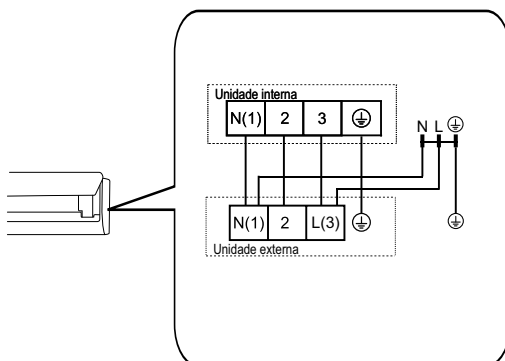 Unidade interna
N(1) 2 3
N L
N(1) 2 L(3)
Unidade externa